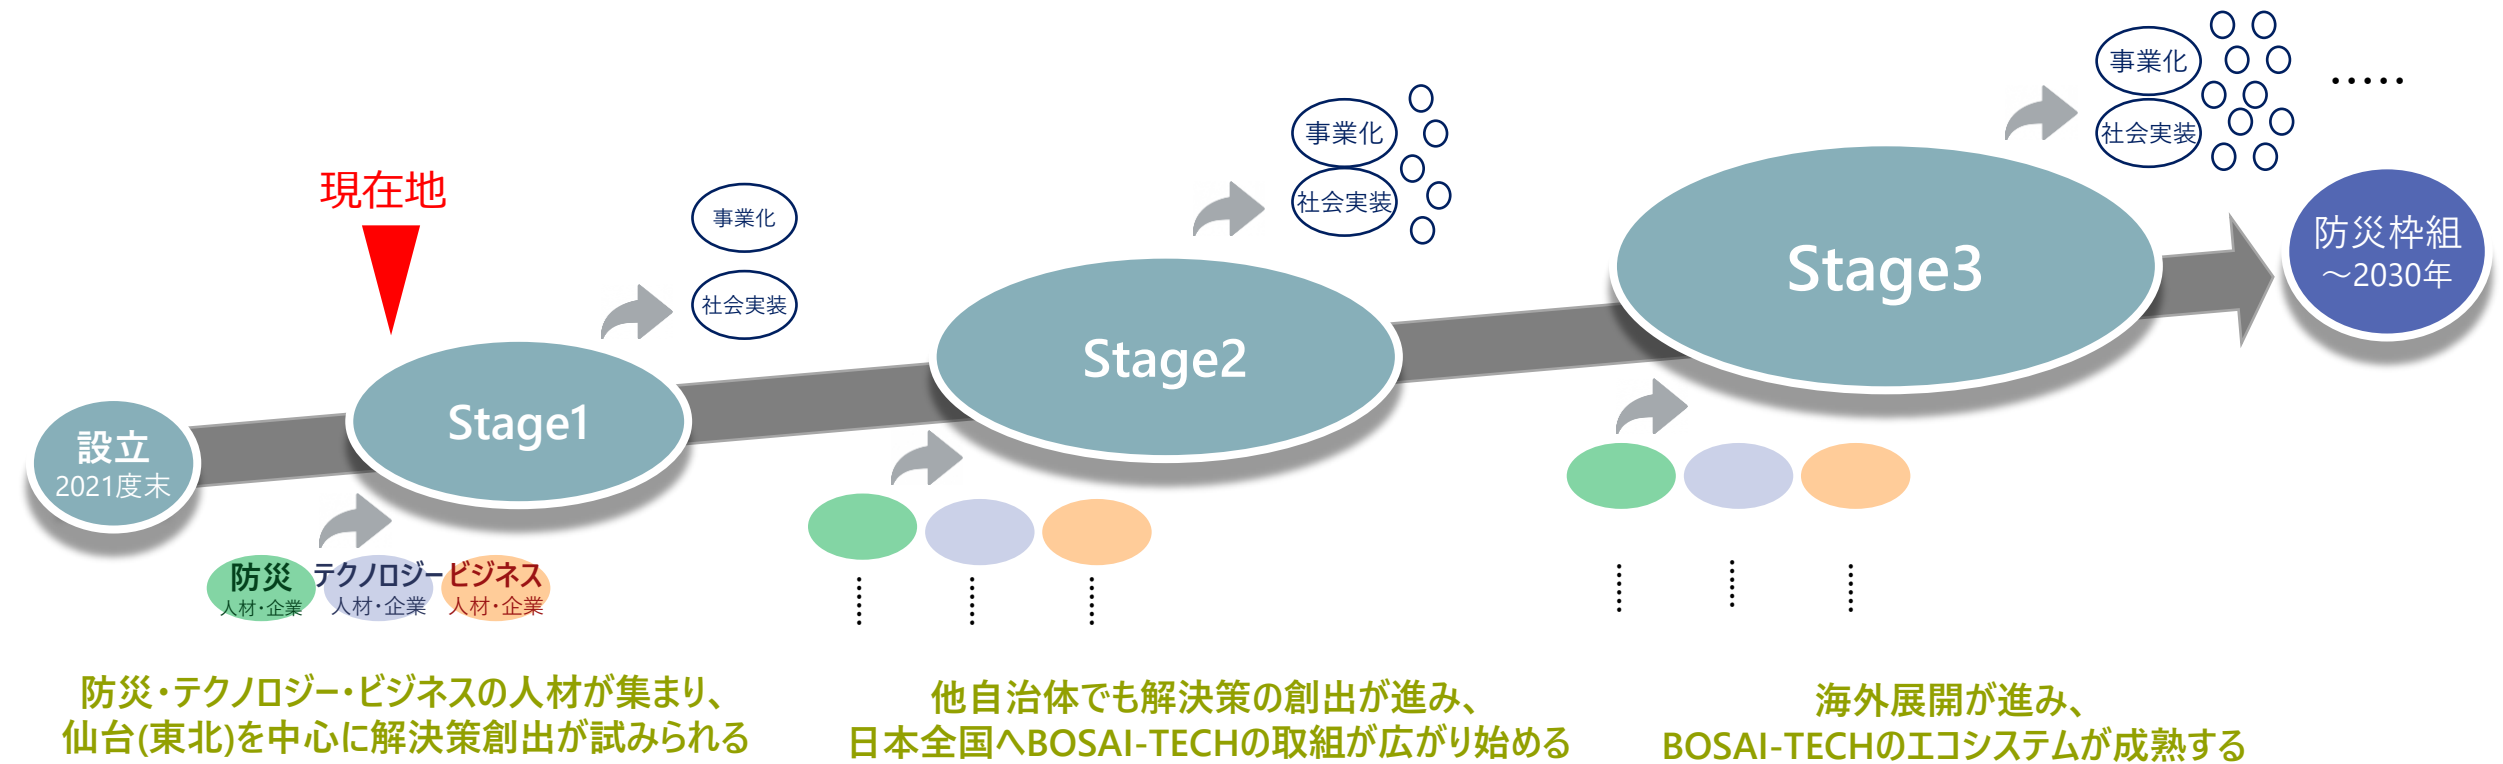 現在地
設立
2021度末
Stage1
事業化
社会実装
防災
人材・企業
テクノロジー
人材・企業
ビジネス
人材・企業
防災・テクノロジー・ビジネスの人材が集まり、
仙台(東北)を中心に解決策創出が試みられる
Stage2
事業化
社会実装
他自治体でも解決策の創出が進み、
日本全国へBOSAI-TECHの取組が広がり始める
Stage3
事業化
社会実装
海外展開が進み、
BOSAI-TECHのエコシステムが成熟する
防災枠組
～2030年